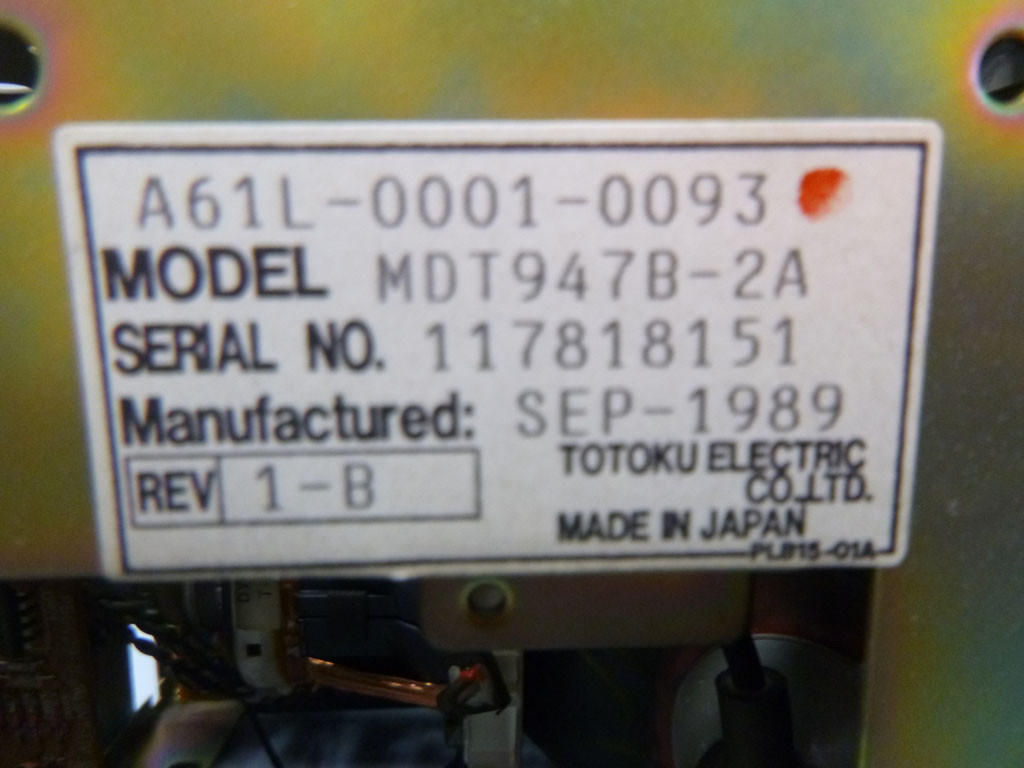 A61L-0001-0093
MODEL MDT947B-2A
SERIAL NO. 117818151
Manufactured: SEP-1989
REV 1-B
TOTOKU ELECTRIC
CO.,LTD.
MADE IN JAPAN
PLB15-01A